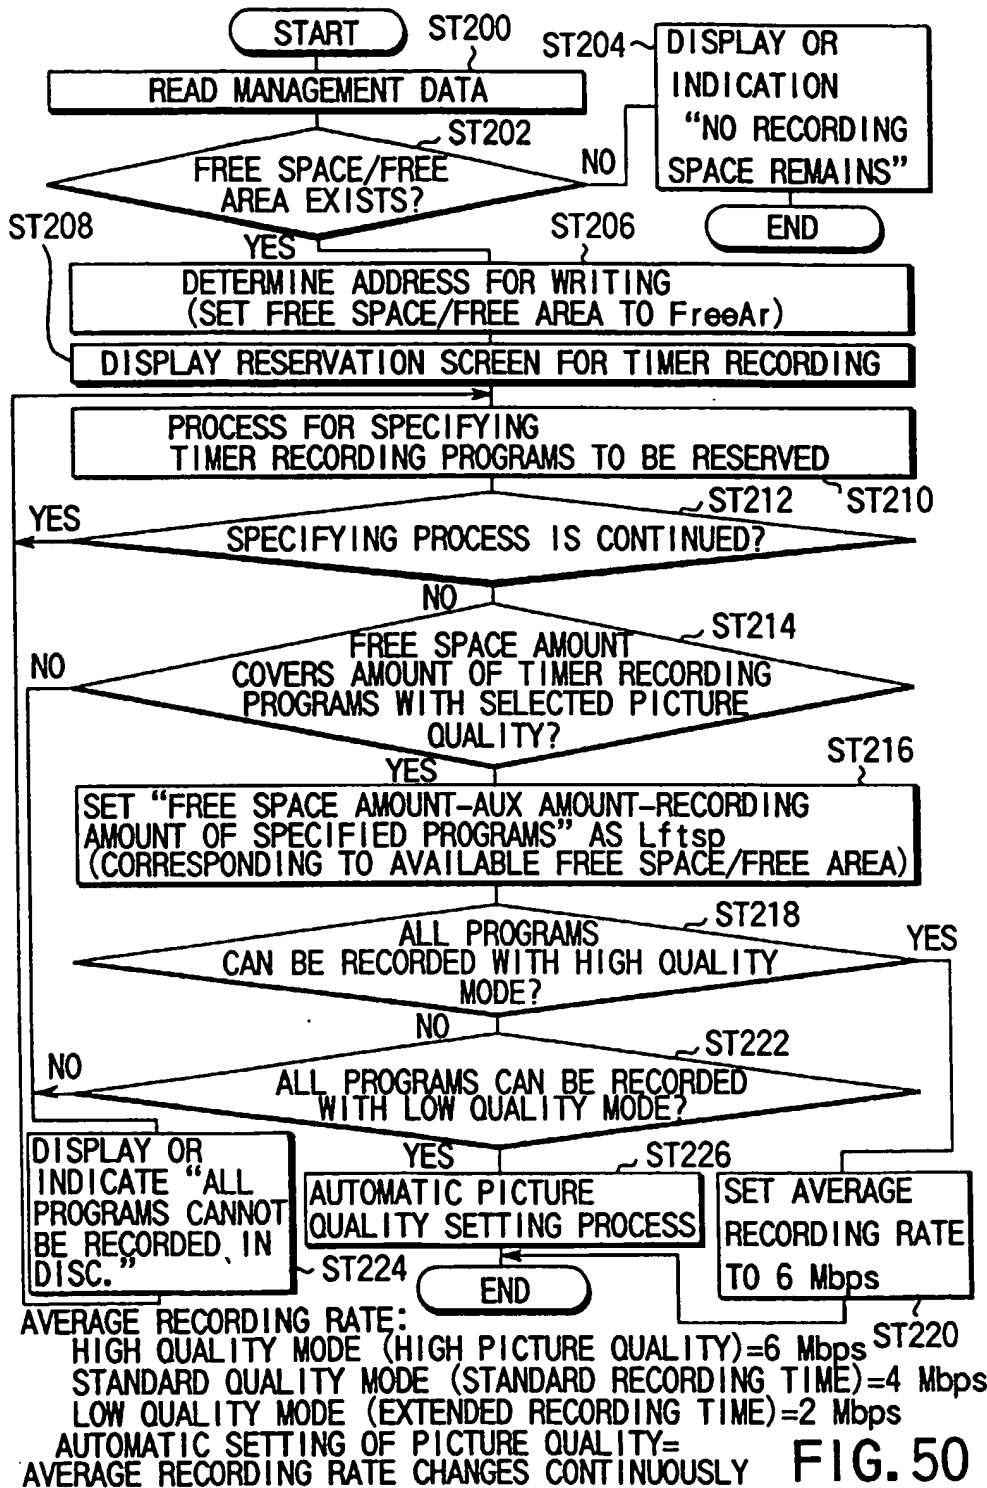 START
ST200
READ MANAGEMENT DATA
ST202
FREE SPACE/FREE
AREA EXISTS?
NO
ST204
DISPLAY OR
INDICATION
“NO RECORDING
SPACE REMAINS”
END
YES
ST206
DETERMINE ADDRESS FOR WRITING
(SET FREE SPACE/FREE AREA TO FreeAr)
ST208
DISPLAY RESERVATION SCREEN FOR TIMER RECORDING
PROCESS FOR SPECIFYING
TIMER RECORDING PROGRAMS TO BE RESERVED
ST210
ST212
YES
SPECIFYING PROCESS IS CONTINUED?
NO
ST214
NO
FREE SPACE AMOUNT
COVERS AMOUNT OF TIMER RECORDING
PROGRAMS WITH SELECTED PICTURE
QUALITY?
YES
ST216
SET “FREE SPACE AMOUNT-AUX AMOUNT-RECORDING
AMOUNT OF SPECIFIED PROGRAMS” AS Lftsp
(CORRESPONDING TO AVAILABLE FREE SPACE/FREE AREA)
ST218
ALL PROGRAMS
CAN BE RECORDED WITH HIGH QUALITY
MODE?
YES
NO
ST222
NO
ALL PROGRAMS CAN BE RECORDED
WITH LOW QUALITY MODE?
YES
DISPLAY OR
INDICATE “ALL
PROGRAMS CANNOT
BE RECORDED IN
DISC.”
ST224
ST226
AUTOMATIC PICTURE
QUALITY SETTING PROCESS
END
SET AVERAGE
RECORDING RATE
TO 6 Mbps
ST220
AVERAGE RECORDING RATE:
HIGH QUALITY MODE (HIGH PICTURE QUALITY)=6 Mbps
STANDARD QUALITY MODE (STANDARD RECORDING TIME)=4 Mbps
LOW QUALITY MODE (EXTENDED RECORDING TIME)=2 Mbps
AUTOMATIC SETTING OF PICTURE QUALITY=
AVERAGE RECORDING RATE CHANGES CONTINUOUSLY
FIG. 50